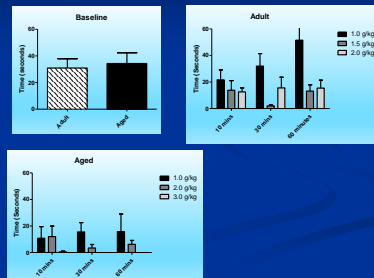 Baseline
Time (seconds)
60
40
20
0
Adult
Aged
Adult
Time (Seconds)
60
40
20
0
1.0 g/kg
1.5 g/kg
2.0 g/kg
10 mins
30 mins
60 minutes
Aged
Time (Seconds)
60
40
20
0
1.0 g/kg
2.0 g/kg
3.0 g/kg
10 mins
30 mins
60 mins